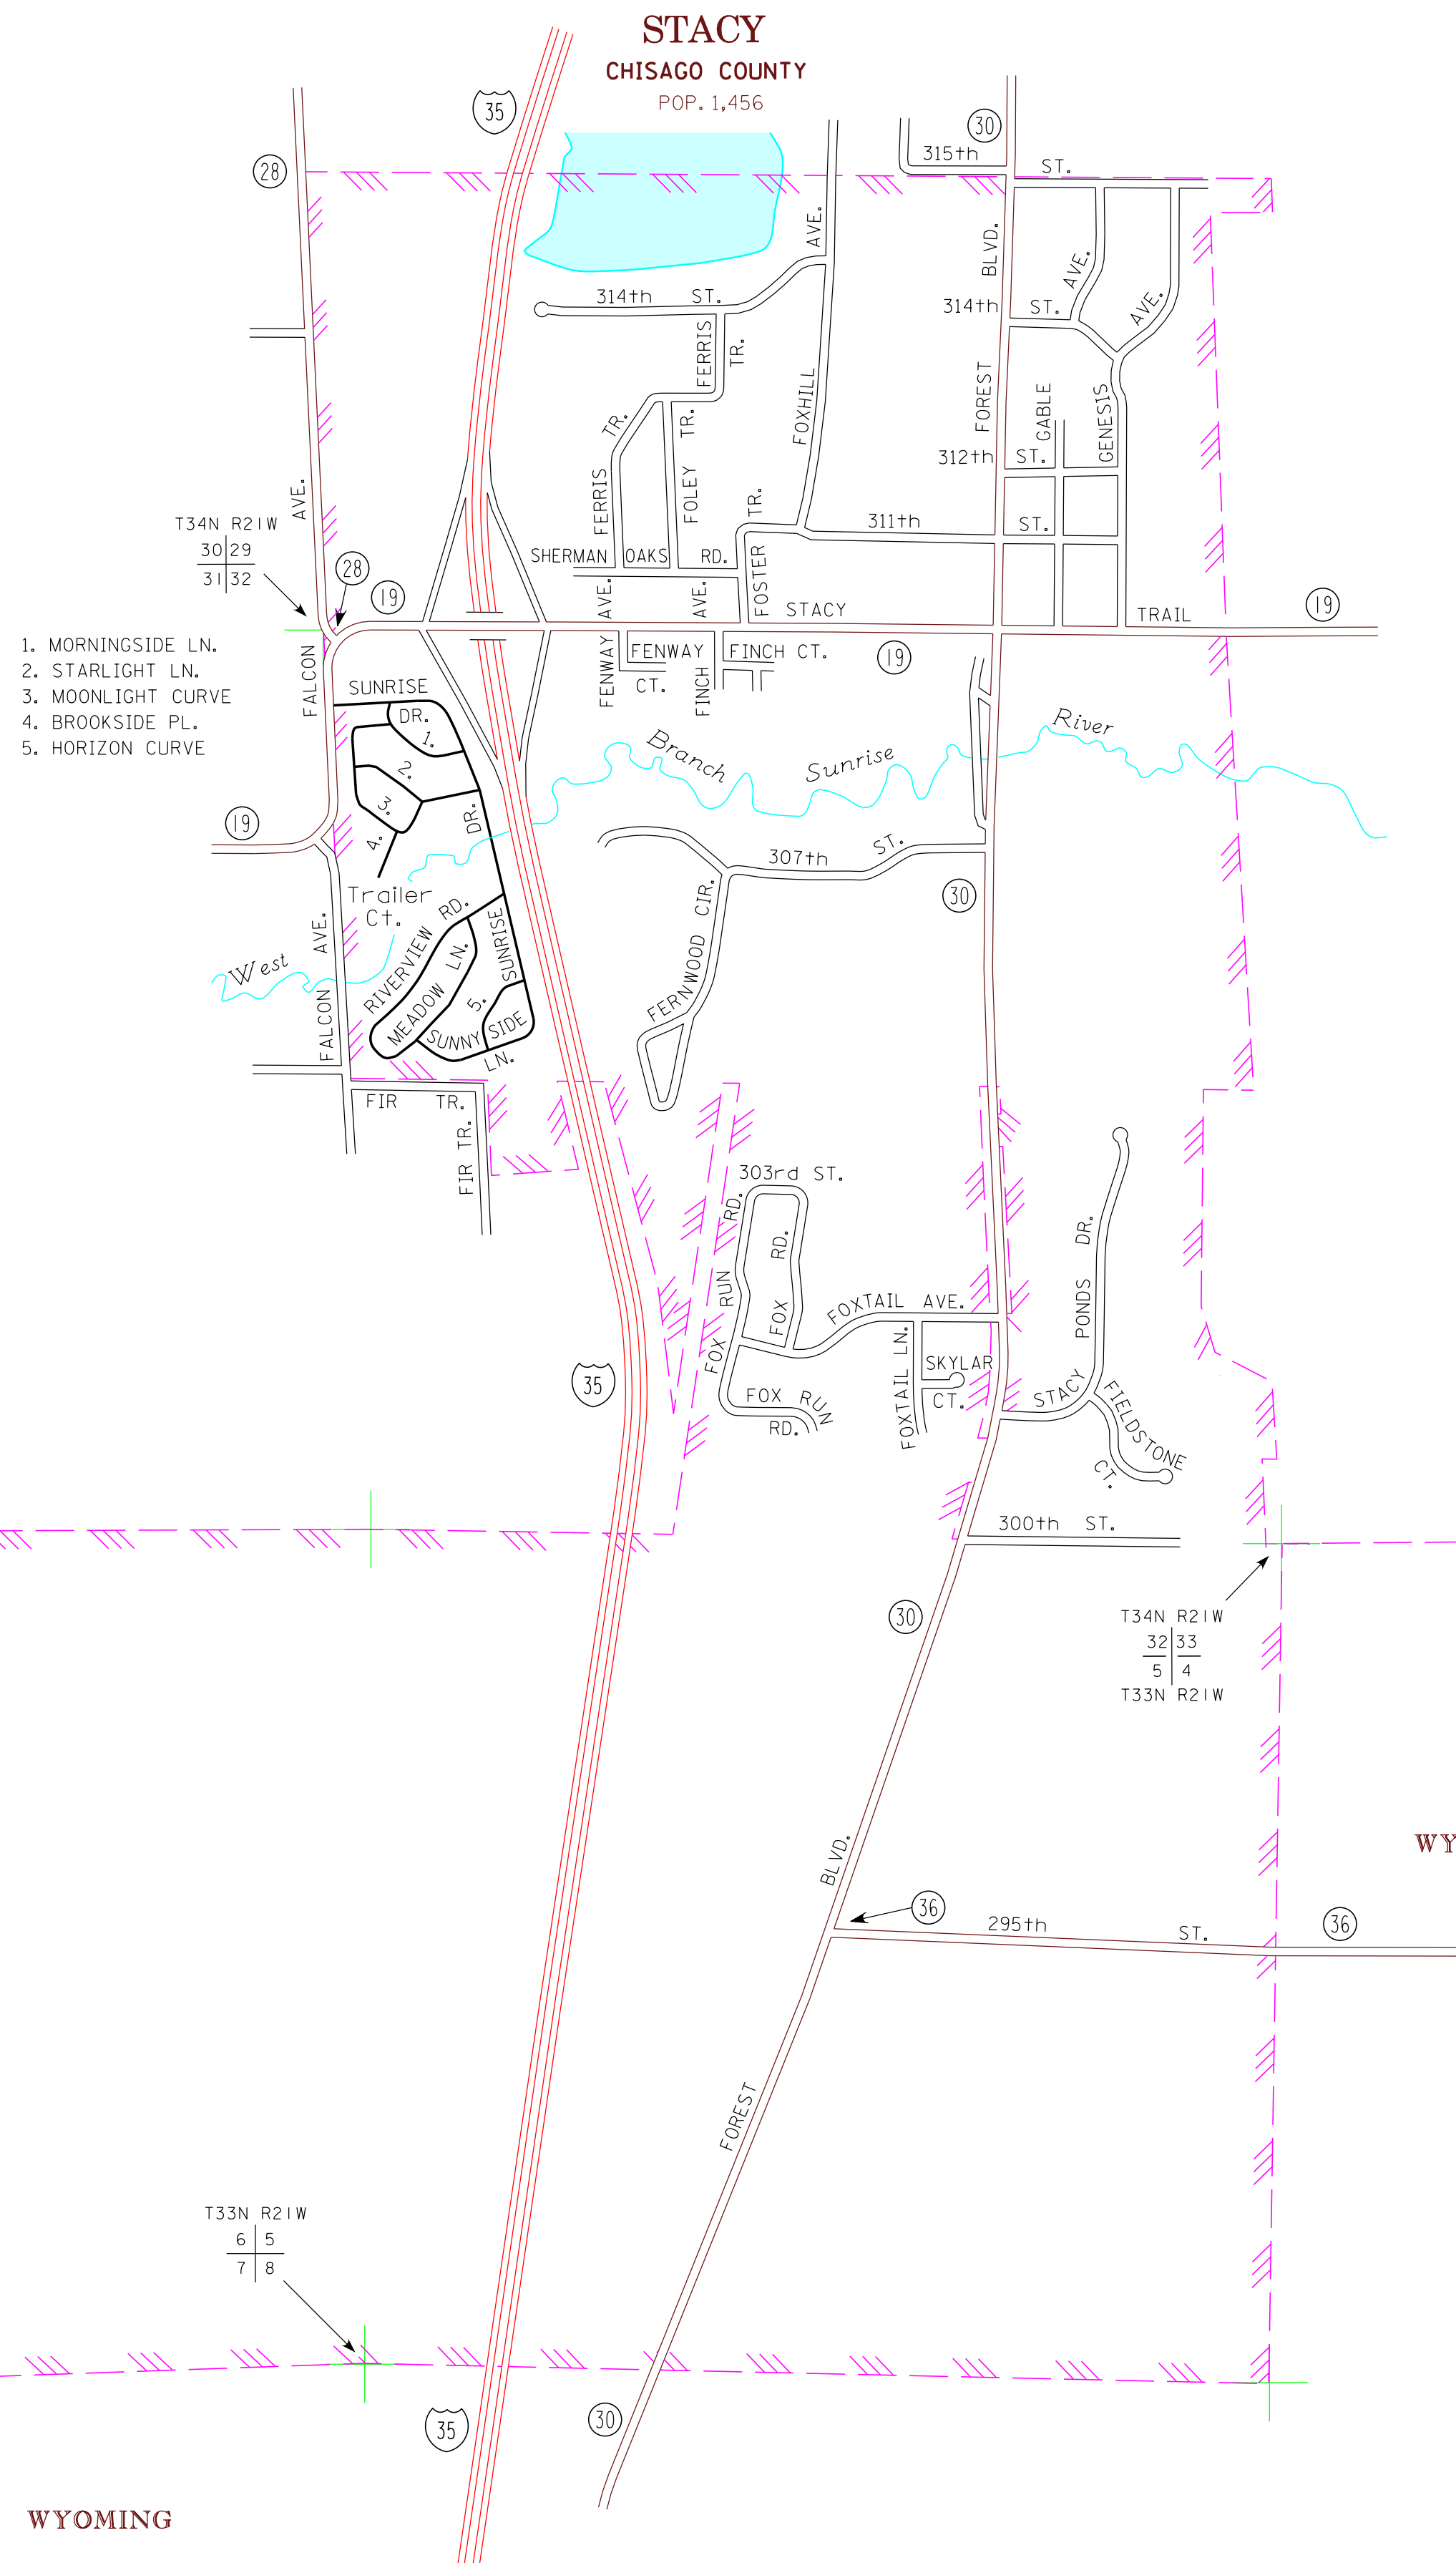 STACY
CHISAGO COUNTY
POP. 1,456
35
30
28
315th ST.
AVE.
BLVD.
AVE.
314th ST.
314th ST.
AVE.
FERRIS TR.
FOXHILL
FOREST
GABLE
GENESIS
TR.
TR.
312th ST.
FERRIS
FOLEY
TR.
AVE.
T34N R21W
30 29
31 32
311th ST.
SHERMAN OAKS RD.
FOSTER
28
19
AVE.
AVE.
STACY TRAIL
19
1. MORNINGSIDE LN.
2. STARLIGHT LN.
3. MOONLIGHT CURVE
4. BROOKSIDE PL.
5. HORIZON CURVE
FALCON
FENWAY
FENWAY CT.
FINCH
FINCH CT.
19
SUNRISE DR.
1.
2.
3.
4.
DR.
Branch Sunrise River
19
307th ST.
30
Trailer
Ct.
West
AVE.
FALCON
RIVERVIEW RD.
MEADOW LN.
SUNRISE
5.
SUNNY SIDE
LN.
FERNWOOD CIR.
FIR TR.
FIR TR.
303rd ST.
RD.
RUN
FOX
FOX RD.
FOXTAIL AVE.
FOXTAIL LN.
SKYLAR
CT.
STACY PONDS DR.
FIELDSTONE
CT.
35
FOX RUN
RD.
300th ST.
30
T34N R21W
32 33
5 4
T33N R21W
WY
BLVD.
36
295th ST.
36
FOREST
T33N R21W
6 5
7 8
30
35
WYOMING